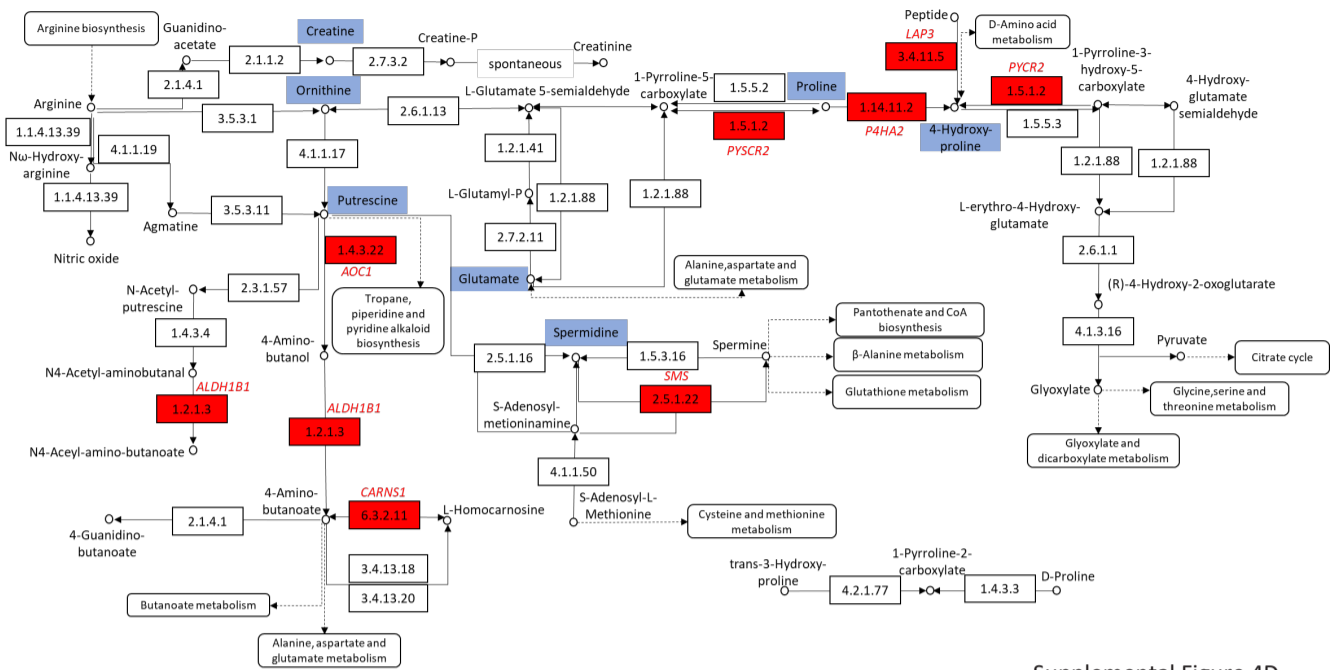 Arginine biosynthesis
Guanidino-
acetate
2.1.1.2
Creatine
2.7.3.2
Creatine-P
spontaneous
Creatinine
2.1.4.1
Arginine
Ornithine
3.5.3.1
2.6.1.13
L-Glutamate 5-semialdehyde
1-Pyrroline-5-
carboxylate
1.5.5.2
1.5.1.2
PYSCR2
Proline
1.14.11.2
P4HA2
Peptide
LAP3
3.4.11.5
D-Amino acid
metabolism
PYCR2
1.5.1.2
1.5.5.3
4-Hydroxy-
proline
1-Pyrroline-3-
hydroxy-5-
carboxylate
4-Hydroxy-
glutamate
semialdehyde
1.1.4.13.39
4.1.1.19
Nω-Hydroxy-
arginine
1.1.4.13.39
Nitric oxide
Agmatine
3.5.3.11
4.1.1.17
Putrescine
1.2.1.41
L-Glutamyl-P
1.2.1.88
2.7.2.11
Glutamate
1.2.1.88
1.2.1.88
1.2.1.88
L-erythro-4-Hydroxy-
glutamate
2.6.1.1
(R)-4-Hydroxy-2-oxoglutarate
4.1.3.16
Pyruvate
Citrate cycle
Glyoxylate
Glycine,serine and
threonine metabolism
Glyoxylate and
dicarboxylate metabolism
1.4.3.22
AOC1
Tropane,
piperidine and
pyridine alkaloid
biosynthesis
Alanine,aspartate and
glutamate metabolism
N-Acetyl-
putrescine
2.3.1.57
1.4.3.4
N4-Acetyl-aminobutanal
ALDH1B1
1.2.1.3
N4-Aceyl-amino-butanoate
4-Amino-
butanol
ALDH1B1
1.2.1.3
2.5.1.16
Spermidine
1.5.3.16
Spermine
SMS
2.5.1.22
Pantothenate and CoA
biosynthesis
β-Alanine metabolism
Glutathione metabolism
S-Adenosyl-
metioninamine
4.1.1.50
S-Adenosyl-L-
Methionine
Cysteine and methionine
metabolism
4-Amino-
butanoate
CARNS1
6.3.2.11
L-Homocarnosine
2.1.4.1
4-Guanidino-
butanoate
3.4.13.18
3.4.13.20
Butanoate metabolism
Alanine, aspartate and
glutamate metabolism
trans-3-Hydroxy-
proline
4.2.1.77
1-Pyrroline-2-
carboxylate
1.4.3.3
D-Proline